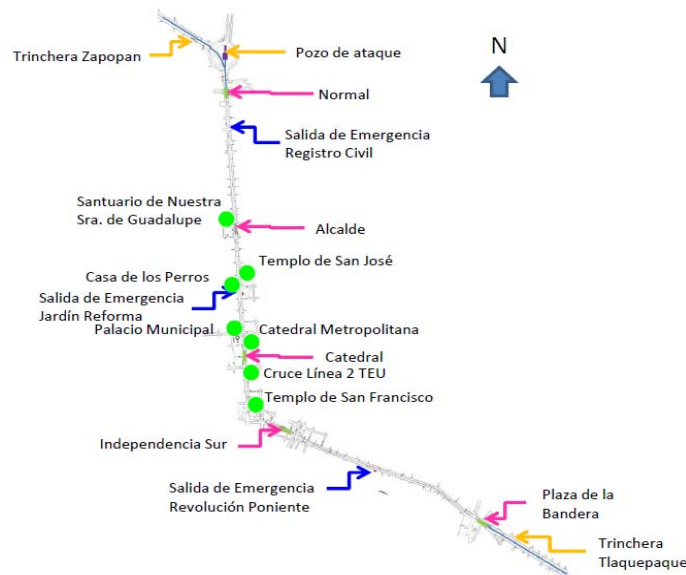 Trinchera Zapopan
Pozo de ataque
N
Normal
Salida de Emergencia
Registro Civil
Santuario de Nuestra
Sra. de Guadalupe
Alcalde
Templo de San José
Casa de los Perros
Salida de Emergencia
Jardín Reforma
Palacio Municipal
Catedral Metropolitana
Catedral
Cruce Línea 2 TEU
Templo de San Francisco
Independencia Sur
Salida de Emergencia
Revolución Poniente
Plaza de la
Bandera
Trinchera
Tlaquepaque